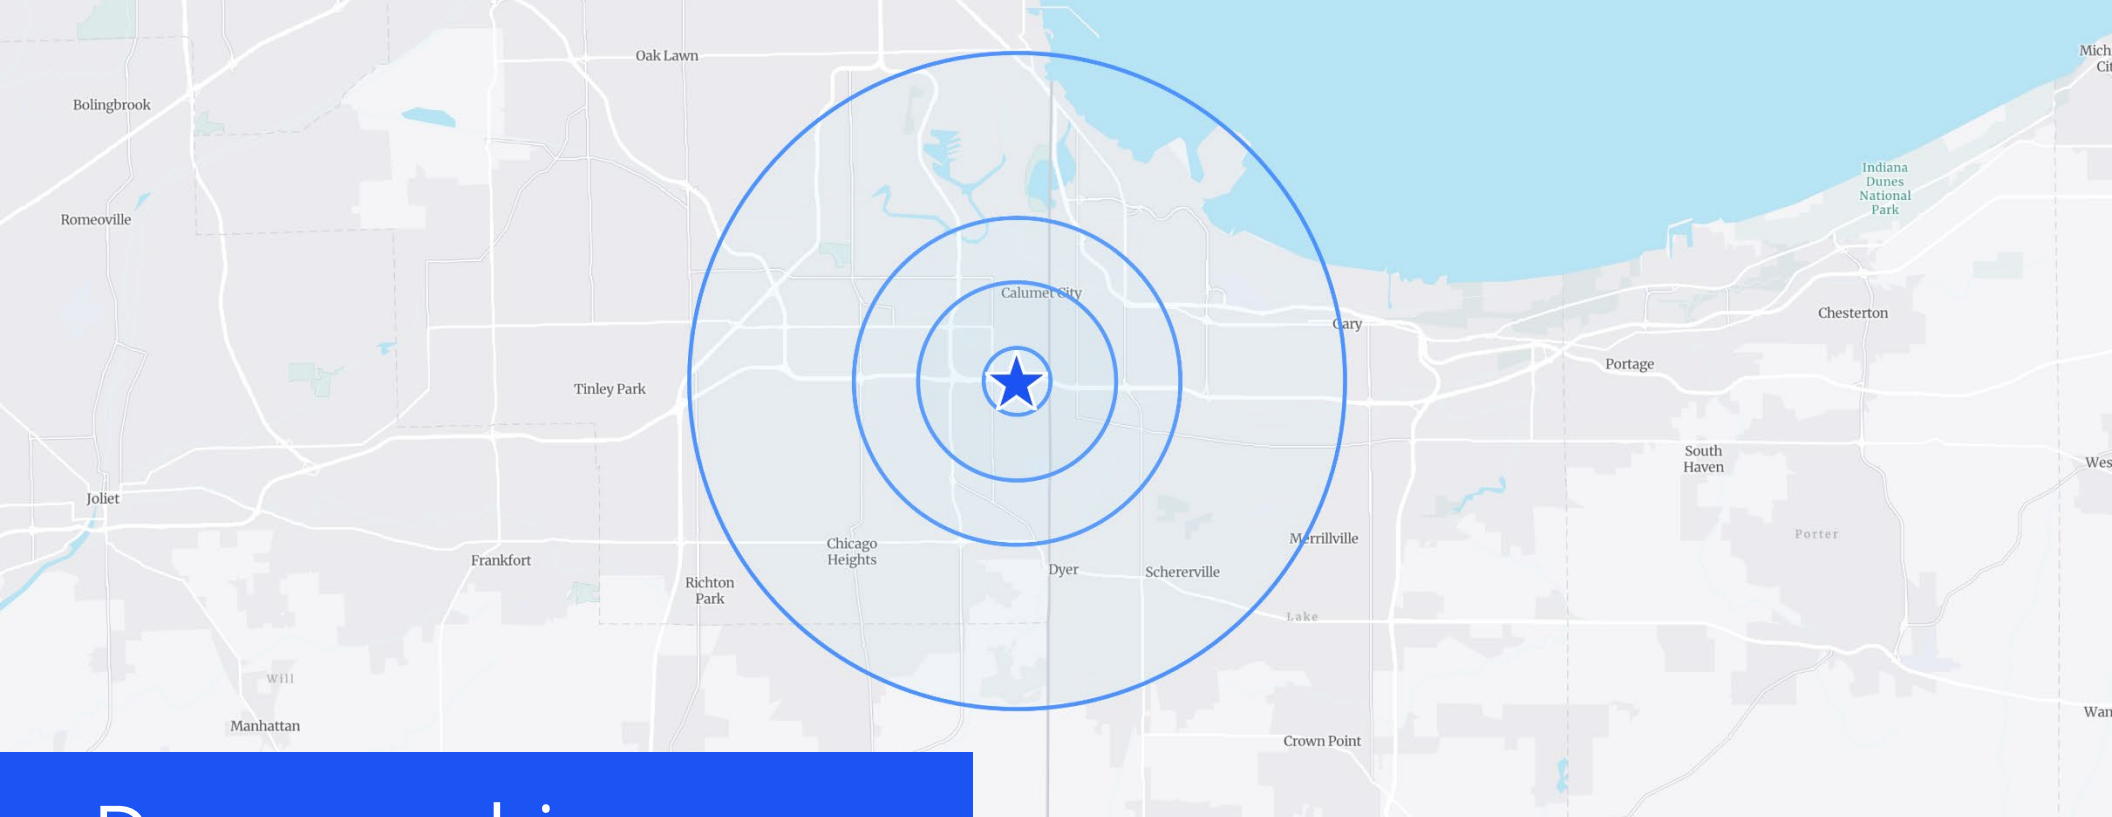 Oak Lawn
Mich
Cit
Bolingbrook
Indiana
Dunes
National
Park
Romeoville
Calumet City
Chesterton
Gary
Portage
Tinley Park
South
Haven
Wes
Joliet
Porter
Merrillville
Chicago
Heights
Frankfort
Dyer
Schererville
Richton
Park
Lake
Will
Wan
Manhattan
Crown Point